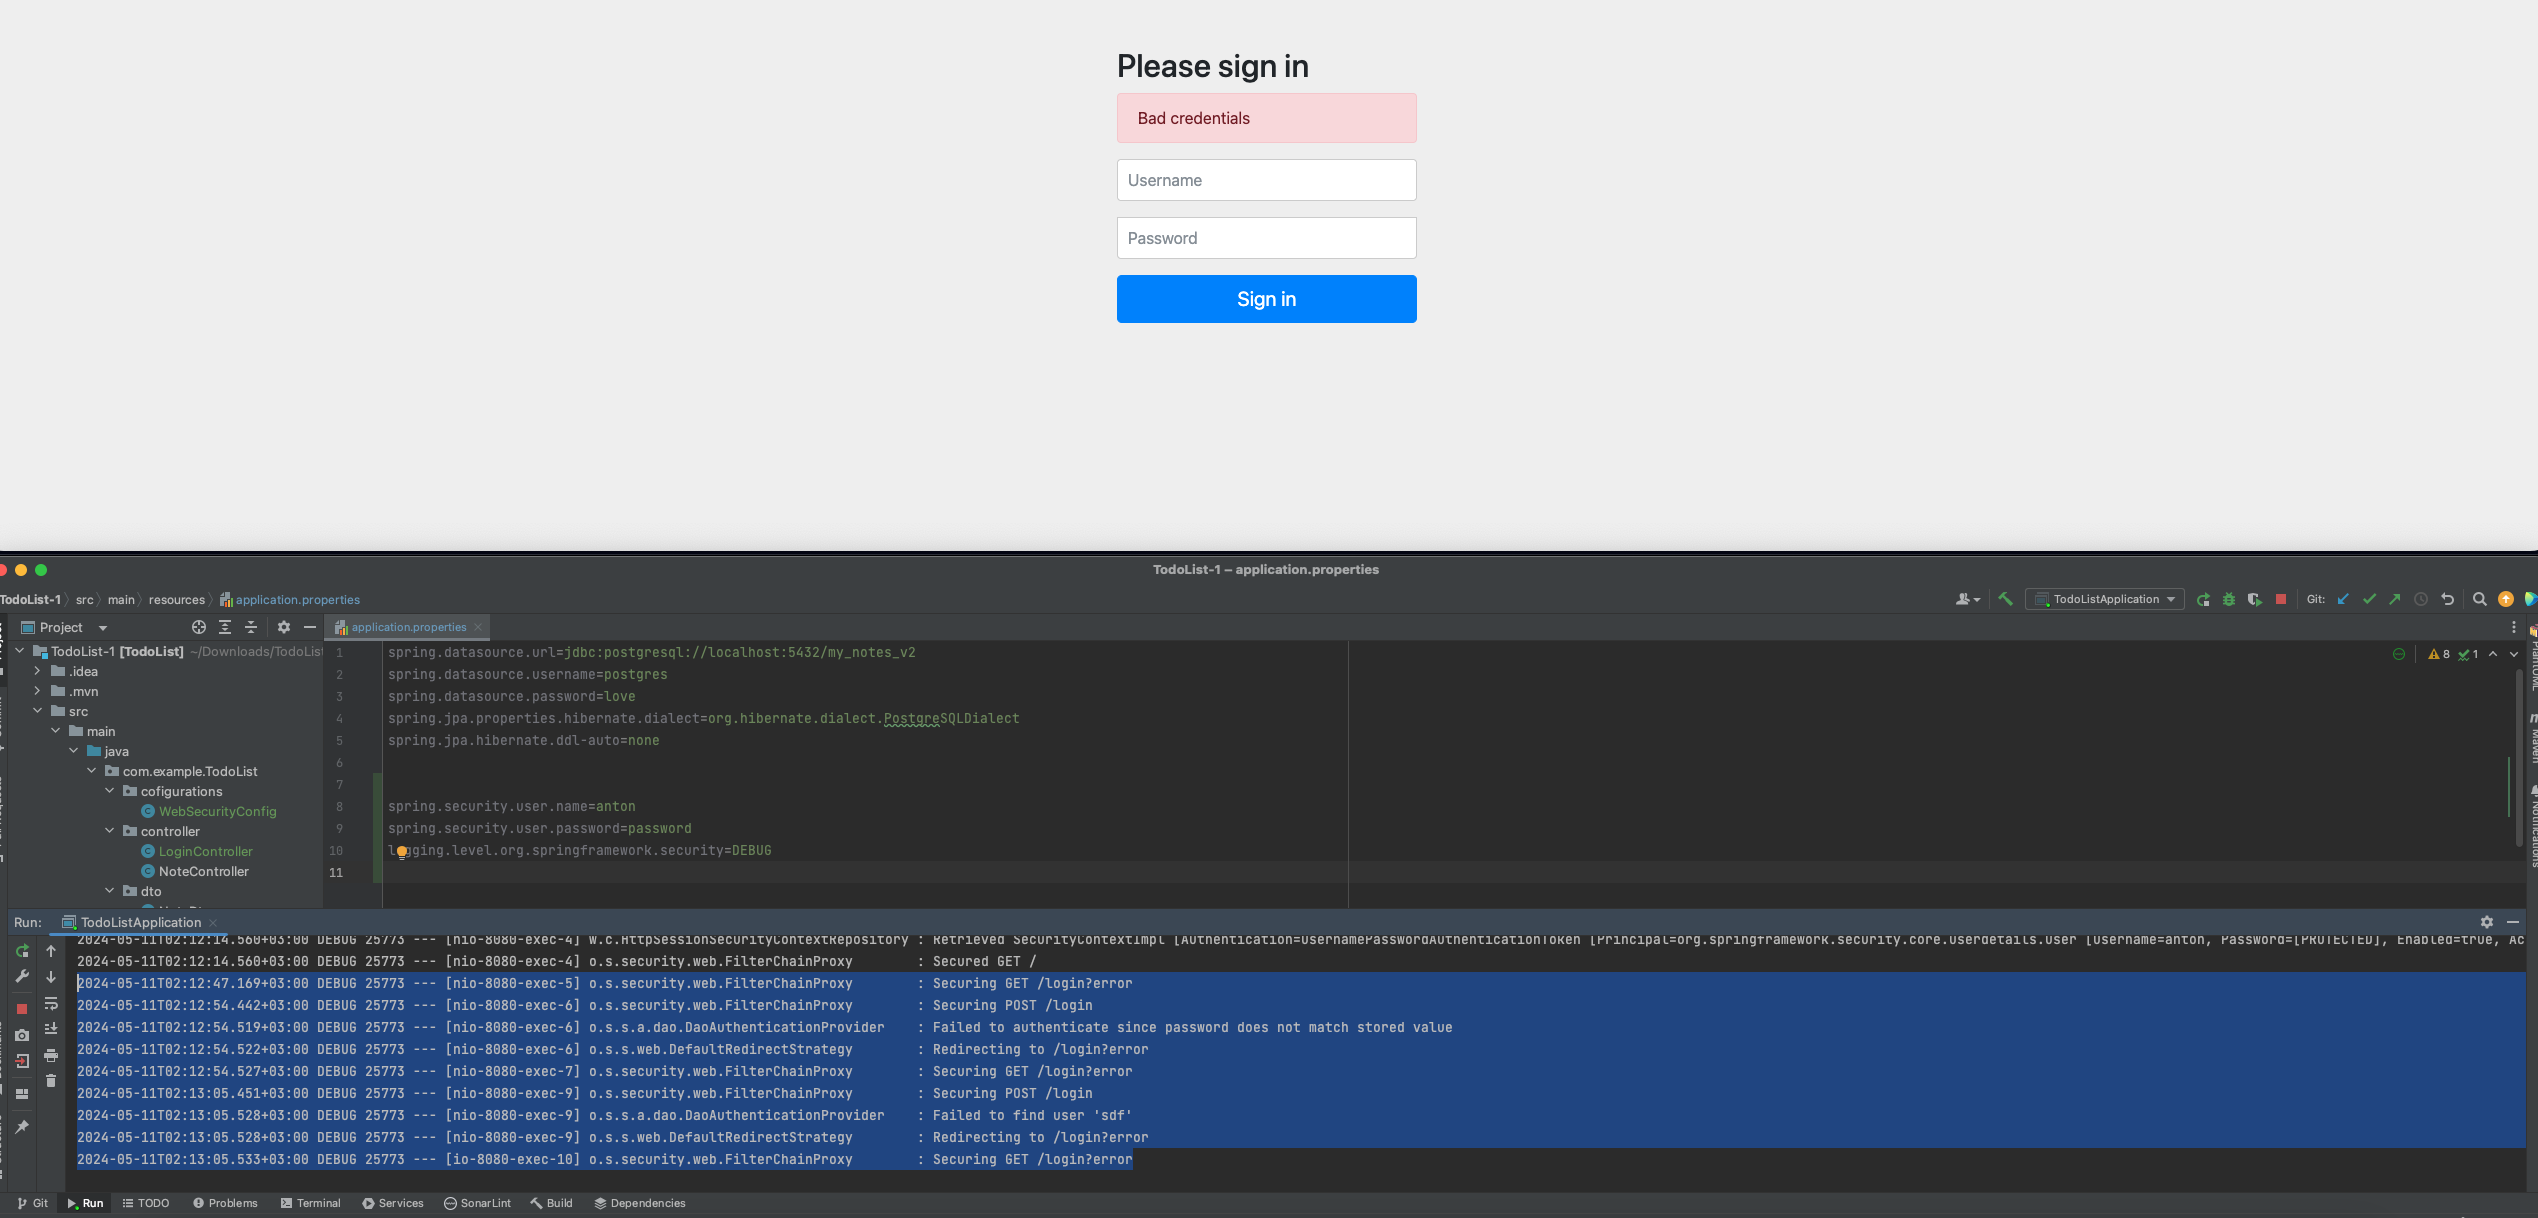 Please sign in
Bad credentials
Username
Password
Sign in
TodoList-1 – application.properties
TodoList-1 src main resources application.properties
TodoListApplication Git:
Project
application.properties
TodoList-1 [TodoList] ~/Downloads/TodoList
.idea
.mvn
src
main
java
com.example.TodoList
cofigurations
WebSecurityConfig
controller
LoginController
NoteController
dto
8 1
1 spring.datasource.url=jdbc:postgresql://localhost:5432/my_notes_v2
2 spring.datasource.username=postgres
3 spring.datasource.password=love
4 spring.jpa.properties.hibernate.dialect=org.hibernate.dialect.PostgreSQLDialect
5 spring.jpa.hibernate.ddl-auto=none
6
7
8 spring.security.user.name=anton
9 spring.security.user.password=password
10 logging.level.org.springframework.security=DEBUG
11
Maven
Notifications
Run: TodoListApplication
2024-05-11T02:12:14.560+03:00 DEBUG 25773 --- [nio-8080-exec-4] w.c.HttpSessionSecurityContextRepository : Retrieved SecurityContextImpl [Authentication=UsernamePasswordAuthenticationToken [Principal=org.springframework.security.core.userdetails.User [Username=anton, Password=[PROTECTED], Enabled=true, Ac
2024-05-11T02:12:14.560+03:00 DEBUG 25773 --- [nio-8080-exec-4] o.s.security.web.FilterChainProxy : Secured GET /
2024-05-11T02:12:47.169+03:00 DEBUG 25773 --- [nio-8080-exec-5] o.s.security.web.FilterChainProxy : Securing GET /login?error
2024-05-11T02:12:54.442+03:00 DEBUG 25773 --- [nio-8080-exec-6] o.s.security.web.FilterChainProxy : Securing POST /login
2024-05-11T02:12:54.519+03:00 DEBUG 25773 --- [nio-8080-exec-6] o.s.s.a.dao.DaoAuthenticationProvider : Failed to authenticate since password does not match stored value
2024-05-11T02:12:54.522+03:00 DEBUG 25773 --- [nio-8080-exec-6] o.s.s.web.DefaultRedirectStrategy : Redirecting to /login?error
2024-05-11T02:12:54.527+03:00 DEBUG 25773 --- [nio-8080-exec-7] o.s.security.web.FilterChainProxy : Securing GET /login?error
2024-05-11T02:13:05.451+03:00 DEBUG 25773 --- [nio-8080-exec-9] o.s.security.web.FilterChainProxy : Securing POST /login
2024-05-11T02:13:05.528+03:00 DEBUG 25773 --- [nio-8080-exec-9] o.s.s.a.dao.DaoAuthenticationProvider : Failed to find user 'sdf'
2024-05-11T02:13:05.528+03:00 DEBUG 25773 --- [nio-8080-exec-9] o.s.s.web.DefaultRedirectStrategy : Redirecting to /login?error
2024-05-11T02:13:05.533+03:00 DEBUG 25773 --- [io-8080-exec-10] o.s.security.web.FilterChainProxy : Securing GET /login?error
Git Run TODO Problems Terminal Services SonarLint Build Dependencies